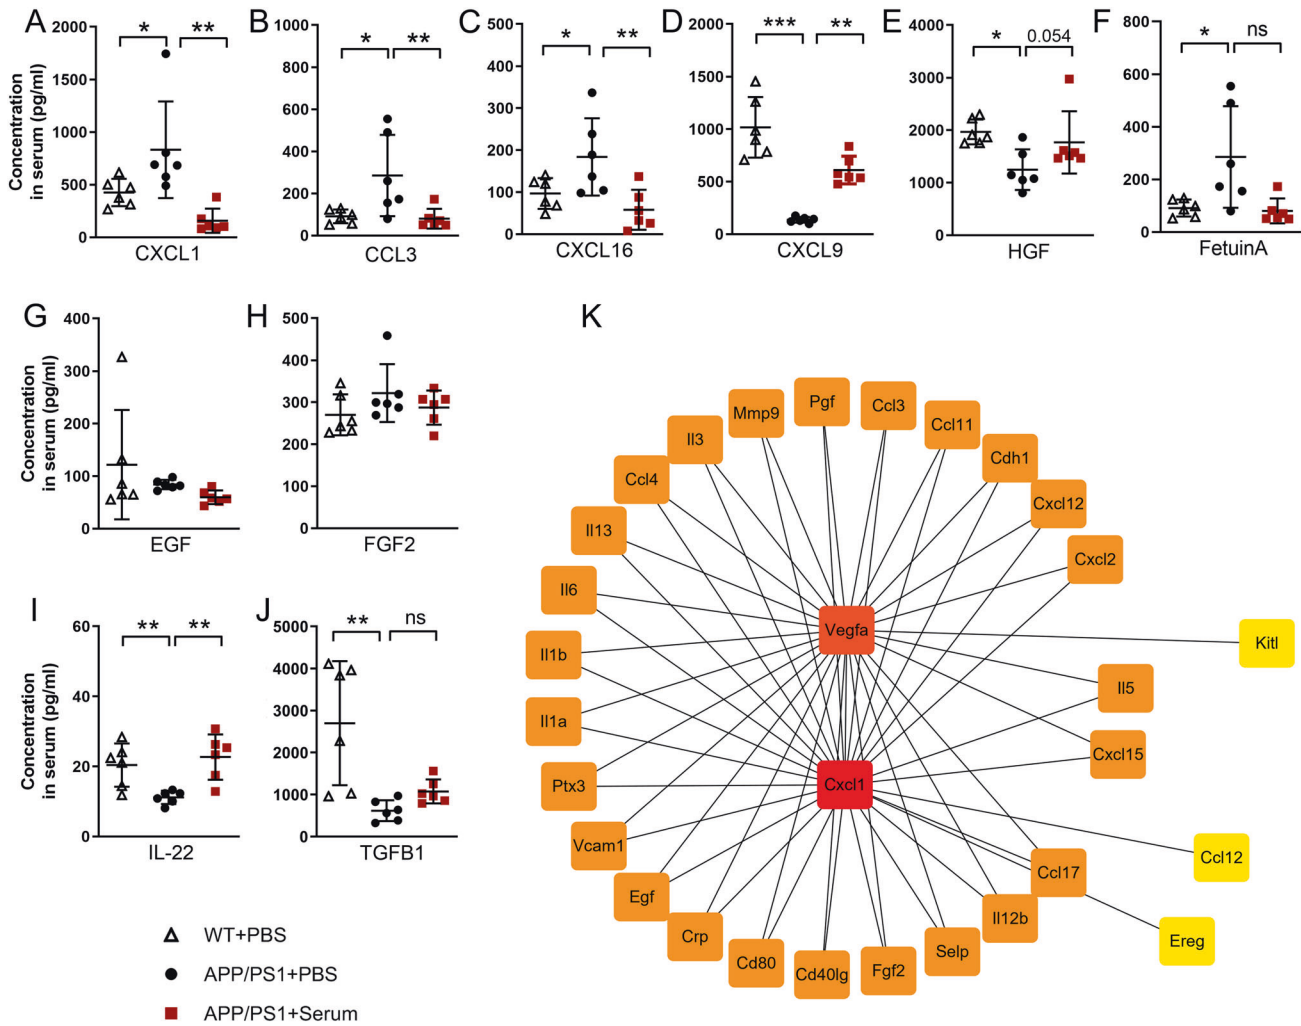 A
Concentration
in serum (pg/ml)
2000
1500
1000
500
0
*
**
CXCL1
B
1000
800
600
400
200
0
*
**
CCL3
C
500
400
300
200
100
0
*
**
CXCL16
D
2000
1500
1000
500
0
***
**
CXCL9
E
4000
3000
2000
1000
0
*
0.054
HGF
F
800
600
400
200
0
*
ns
FetuinA
G
Concentration
in serum (pg/ml)
400
300
200
100
0
EGF
H
500
400
300
200
100
0
FGF2
I
Concentration
in serum (pg/ml)
60
40
20
0
**
**
IL-22
J
5000
4000
3000
2000
1000
0
**
ns
TGFB1
WT+PBS
APP/PS1+PBS
APP/PS1+Serum
K
Pgf
Ccl3
Mmp9
Ccl11
Il3
Cdh1
Ccl4
Cxcl12
Il13
Cxcl2
Il6
Vegfa
Kitl
Il1b
Il5
Il1a
Cxcl15
Ptx3
Cxcl1
Vcam1
Ccl12
Ccl17
Egf
Il12b
Crp
Ereg
Cd80
Selp
Cd40lg
Fgf2